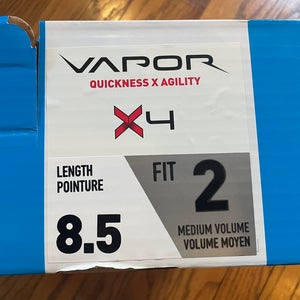 VAPOR
QUICKNESS X AGILITY
X4
LENGTH
POINTURE
8.5
FIT 2
MEDIUM VOLUME
VOLUME MOYEN